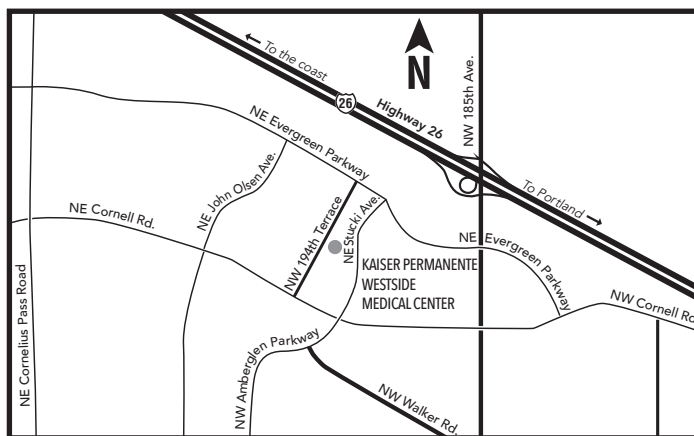 To the coast
N
NW 185th Ave.
26
Highway 26
NE Evergreen Parkway
NE John Olsen Ave.
To Portland
NE Cornell Rd.
NW 194th Terrace
NE Stucki Ave.
NE Evergreen Parkway
KAISER PERMANENTE
WESTSIDE
MEDICAL CENTER
NE Cornelius Pass Road
NW Cornell Rd.
NW Amberglen Parkway
NW Walker Rd.